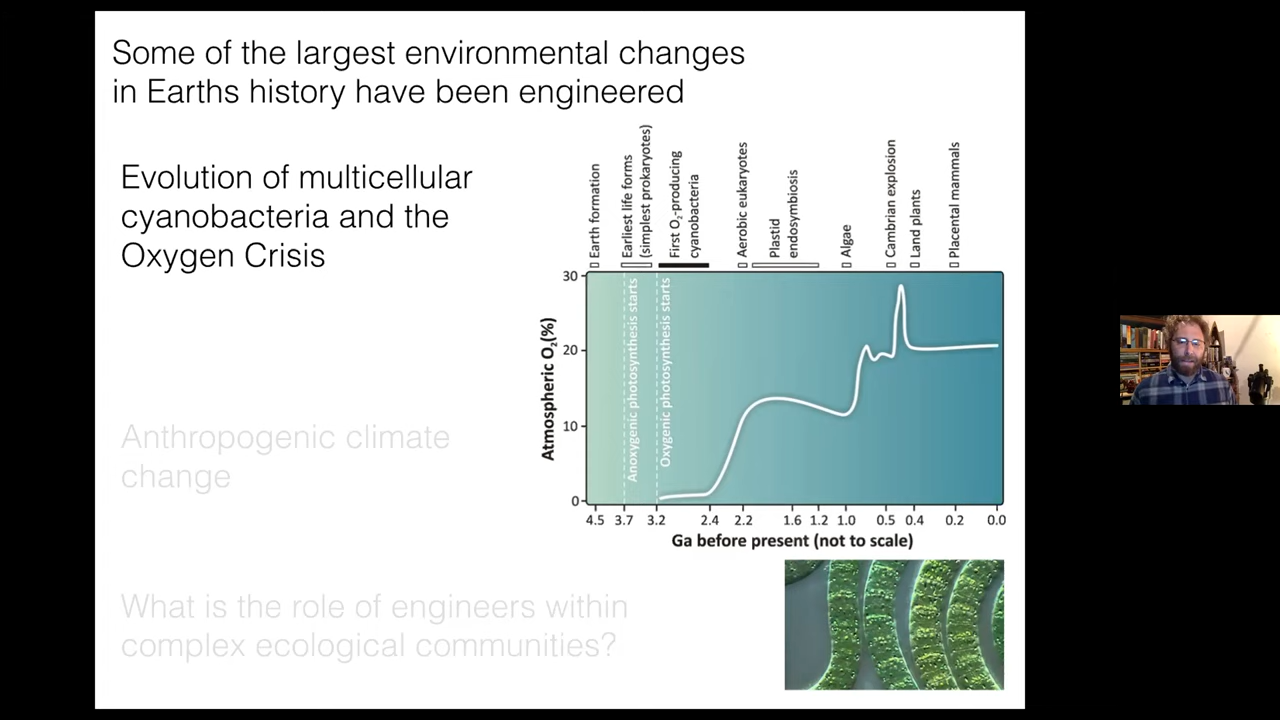 Some of the largest environmental changes
in Earths history have been engineered
Evolution of multicellular
cyanobacteria and the
Oxygen Crisis
Anthropogenic climate
change
What is the role of engineers within
complex ecological communities?
Earth formation
Earliest life forms
(simplest prokaryotes)
First O₂-producing
cyanobacteria
Aerobic eukaryotes
Plastid
endosymbiosis
Algae
Cambrian explosion
Land plants
Placental mammals
Atmospheric O₂(%)
30
20
10
0
Anoxygenic photosynthesis starts
Oxygenic photosynthesis starts
4.5 3.7 3.2 2.4 2.2 1.6 1.2 1.0 0.5 0.4 0.2 0.0
Ga before present (not to scale)